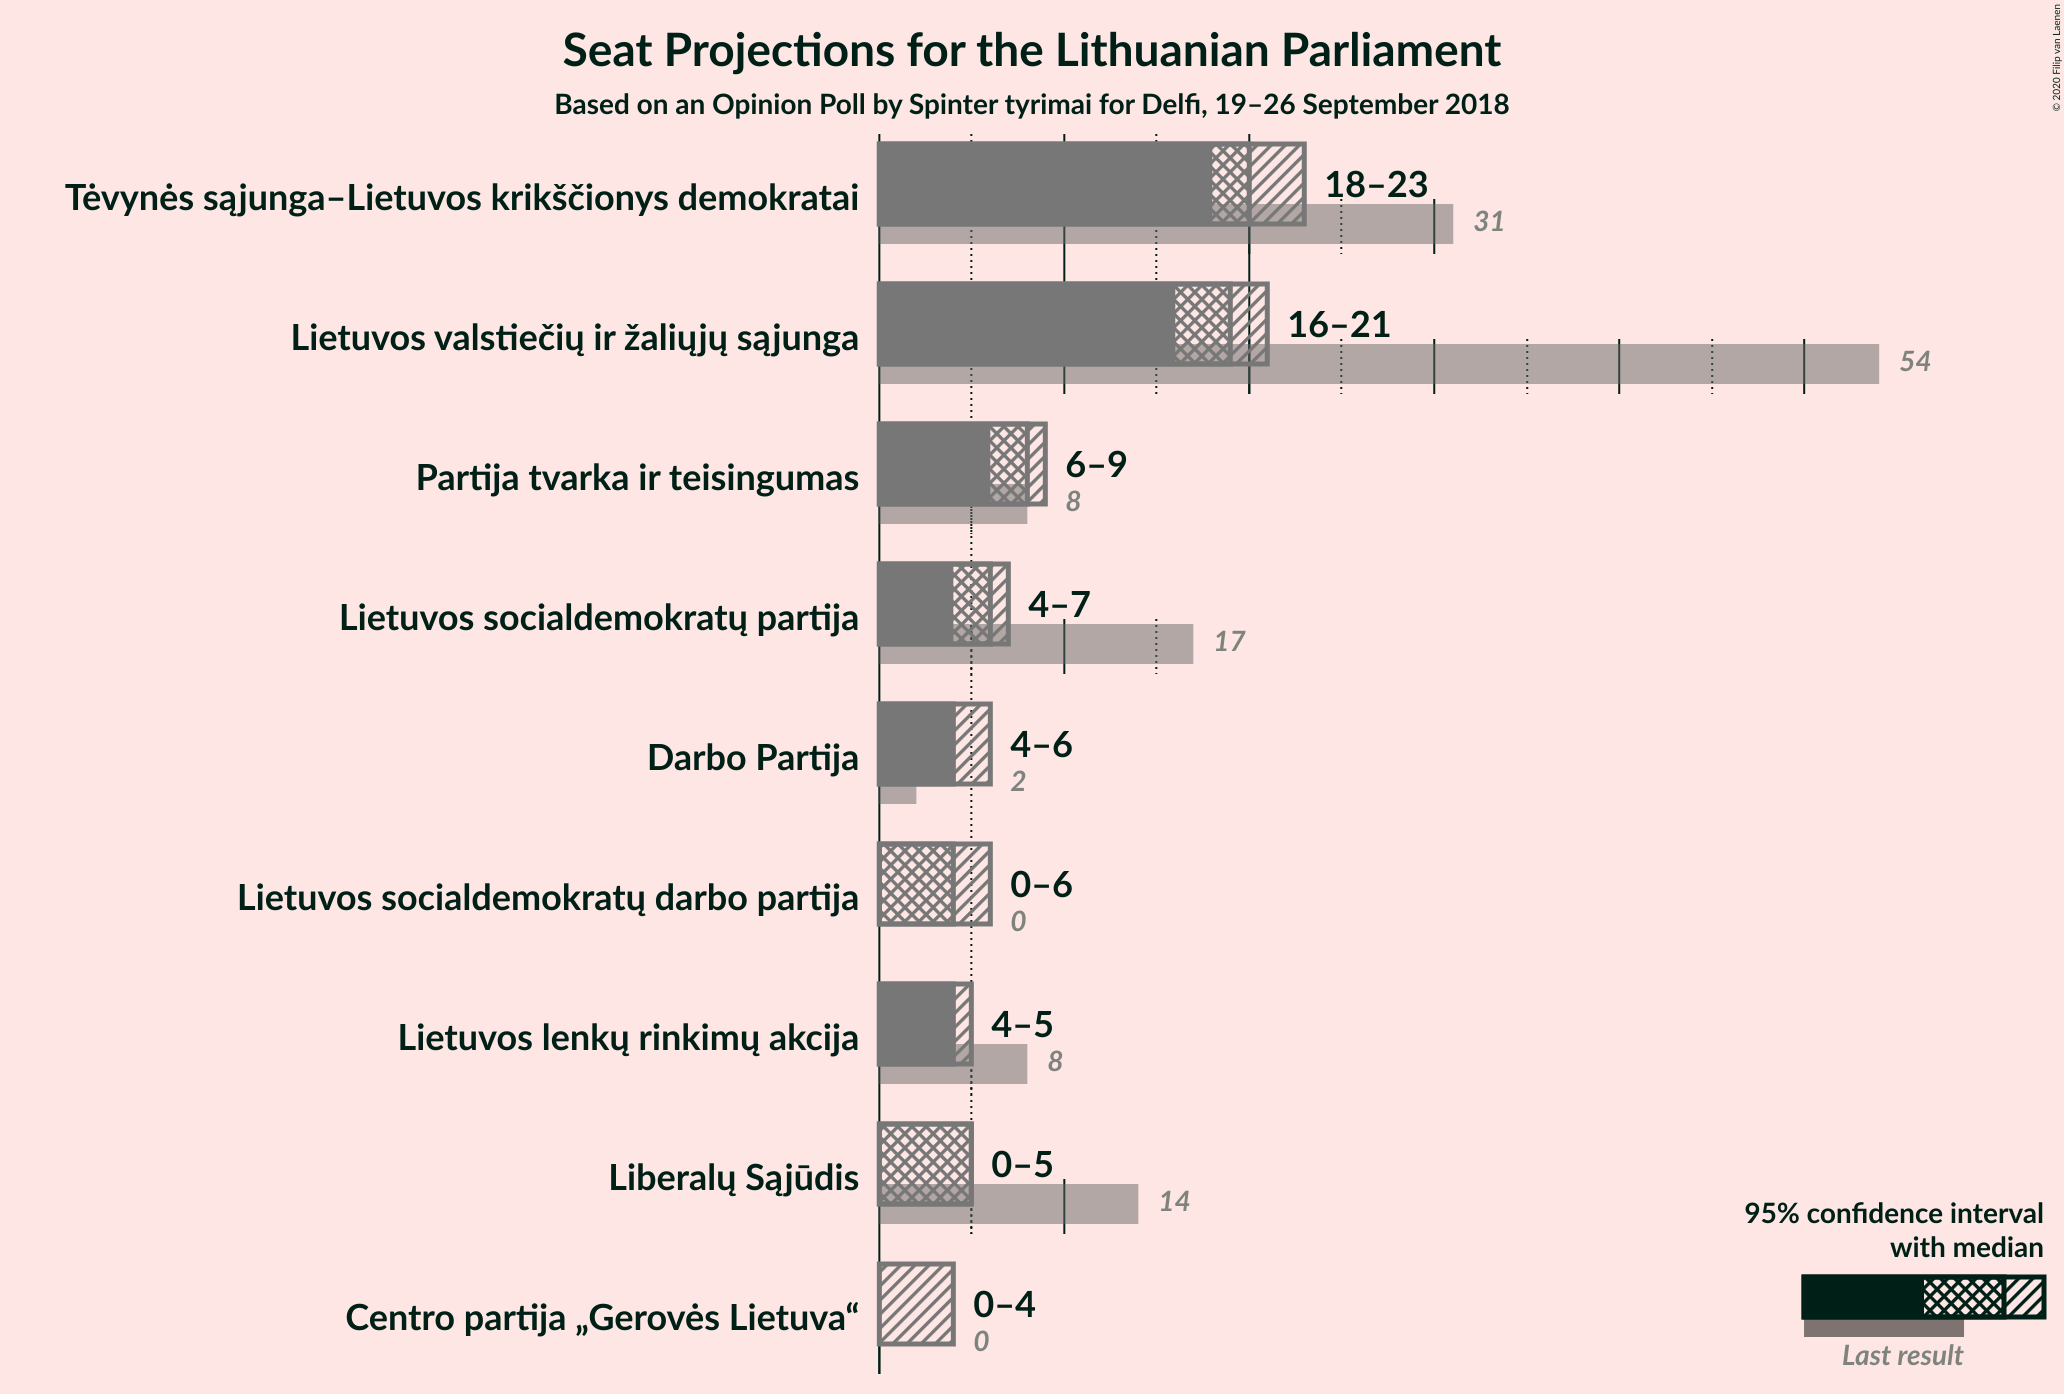 Seat Projections for the Lithuanian Parliament
Based on an Opinion Poll by Spinter tyrimai for Delfi, 19–26 September 2018
© 2020 Filip van Laenen
Tėvynės sąjunga–Lietuvos krikščionys demokratai
18–23
31
Lietuvos valstiečių ir žaliųjų sąjunga
16–21
54
Partija tvarka ir teisingumas
6–9
8
Lietuvos socialdemokratų partija
4–7
17
Darbo Partija
4–6
2
Lietuvos socialdemokratų darbo partija
0–6
0
Lietuvos lenkų rinkimų akcija
4–5
8
Liberalų Sąjūdis
0–5
14
Centro partija „Gerovės Lietuva“
0–4
0
95% confidence interval
with median
Last result